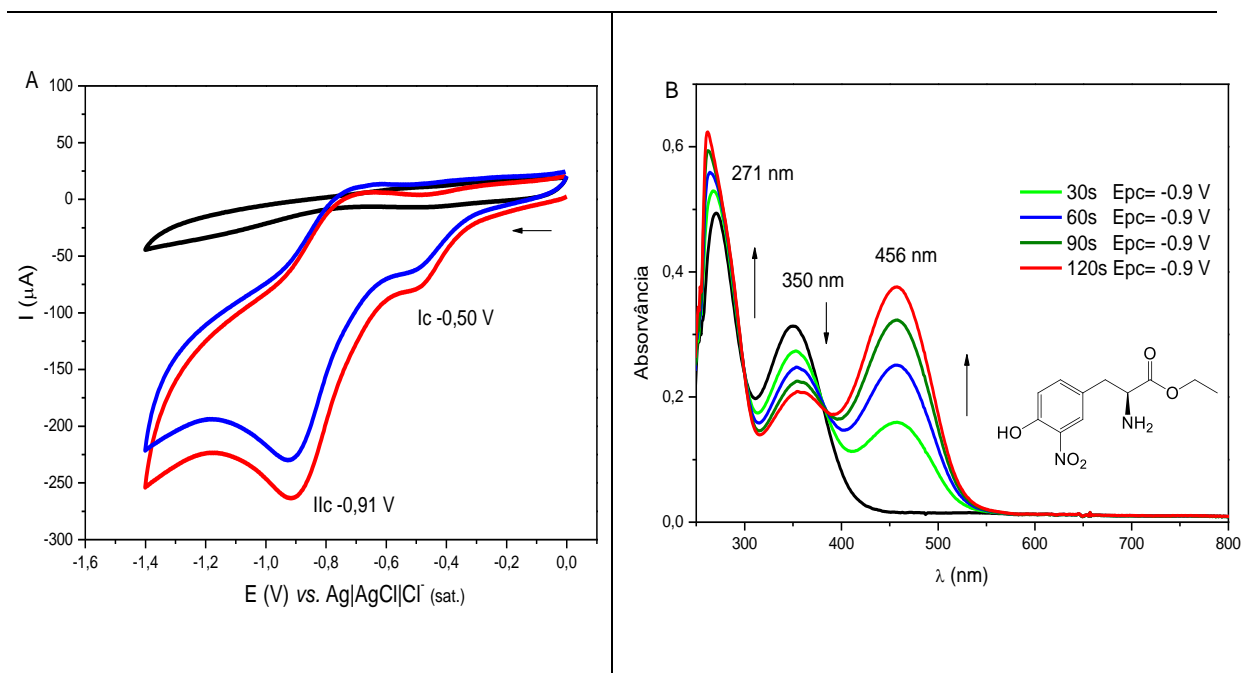 A
100
50
0
-50
-100
-150
-200
-250
-300
I (μA)
Ic -0,50 V
IIc -0,91 V
-1,6 -1,4 -1,2 -1,0 -0,8 -0,6 -0,4 -0,2 0,0
E (V) vs. Ag|AgCl|Cl⁻ (sat.)
B
0,6
0,4
0,2
0,0
Absorvância
271 nm
350 nm
456 nm
30s Epc= -0.9 V
60s Epc= -0.9 V
90s Epc= -0.9 V
120s Epc= -0.9 V
O
O
NH₂
HO
NO₂
300 400 500 600 700 800
λ (nm)